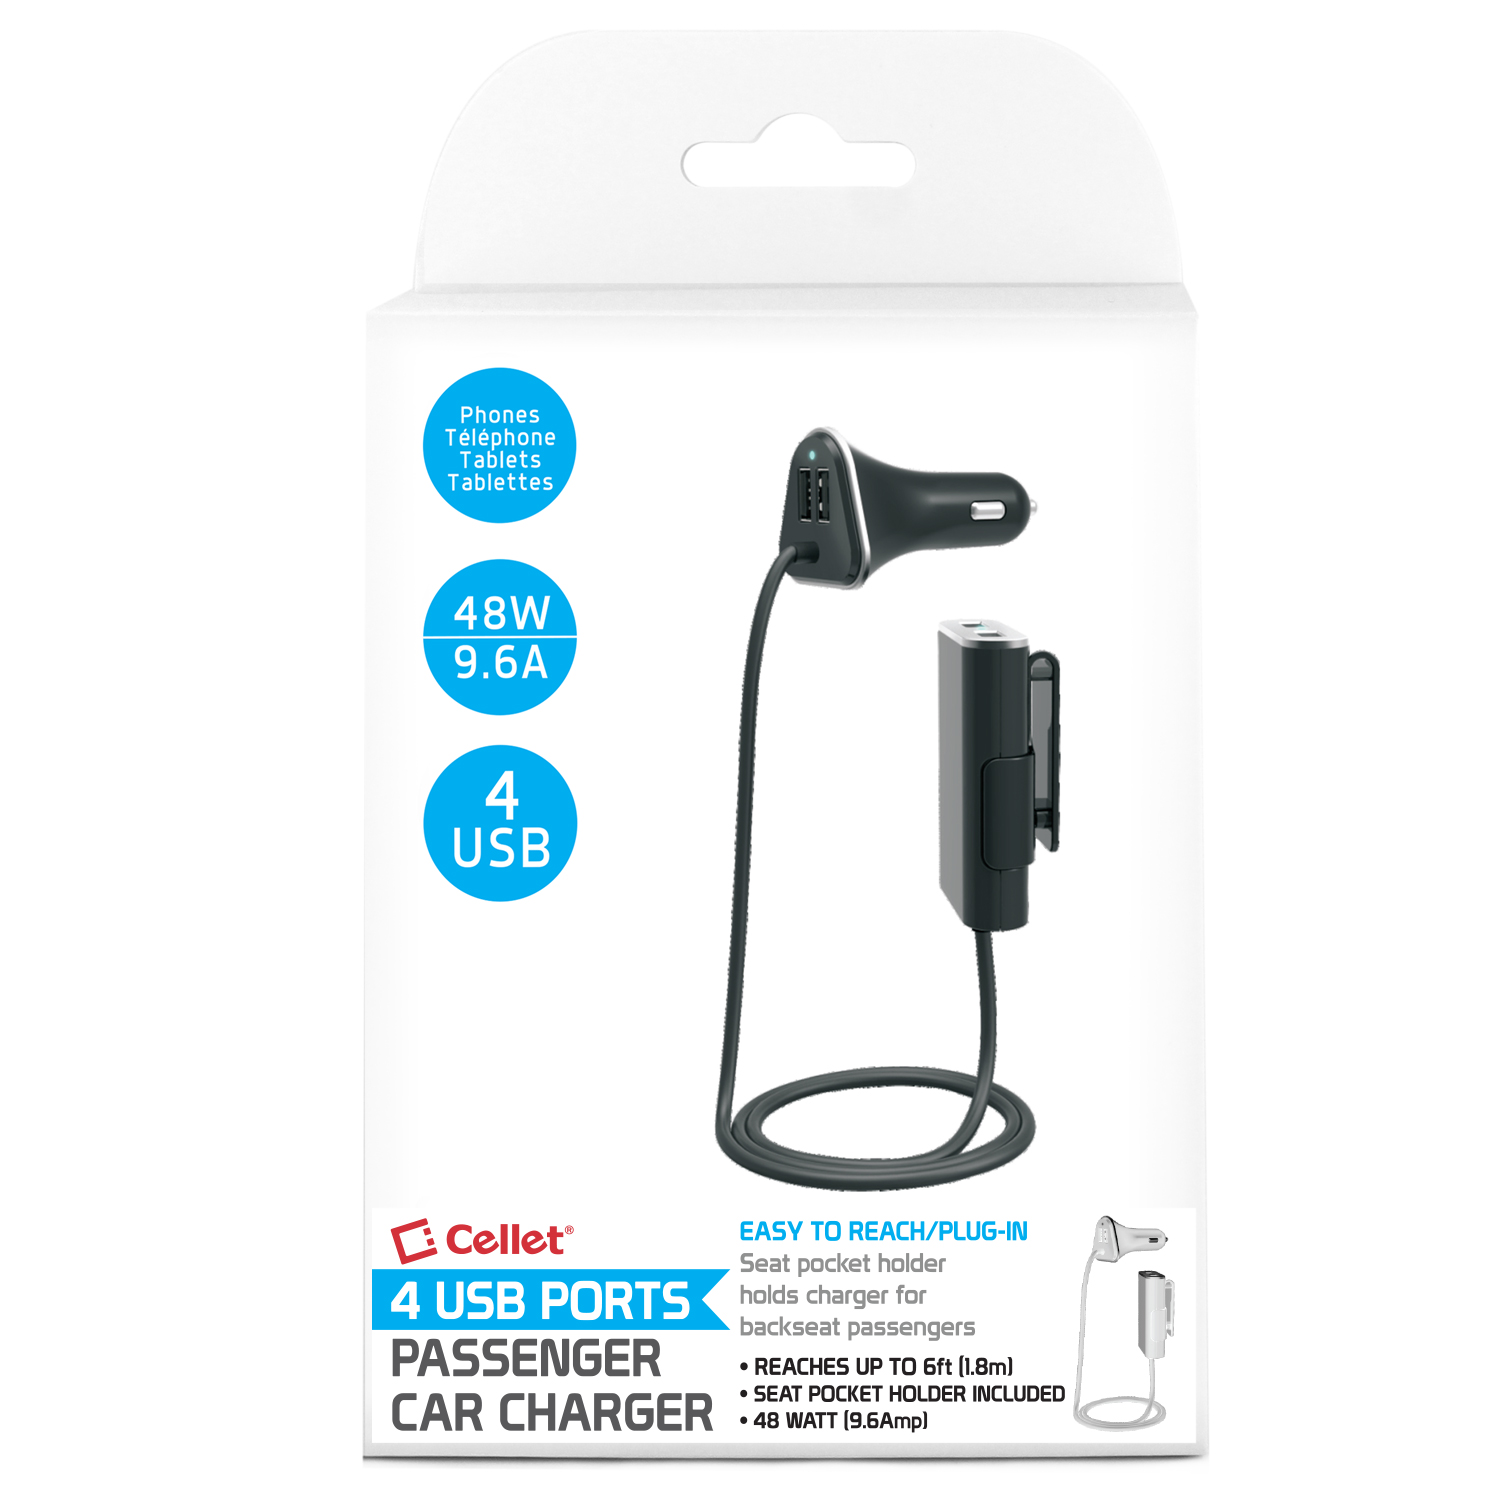 Phones
Téléphone
Tablets
Tablettes
48W
9.6A
4
USB
Cellet®
4 USB PORTS
PASSENGER
CAR CHARGER
EASY TO REACH/PLUG-IN
Seat pocket holder
holds charger for
backseat passengers
• REACHES UP TO 6ft (1.8m)
• SEAT POCKET HOLDER INCLUDED
• 48 WATT (9.6Amp)